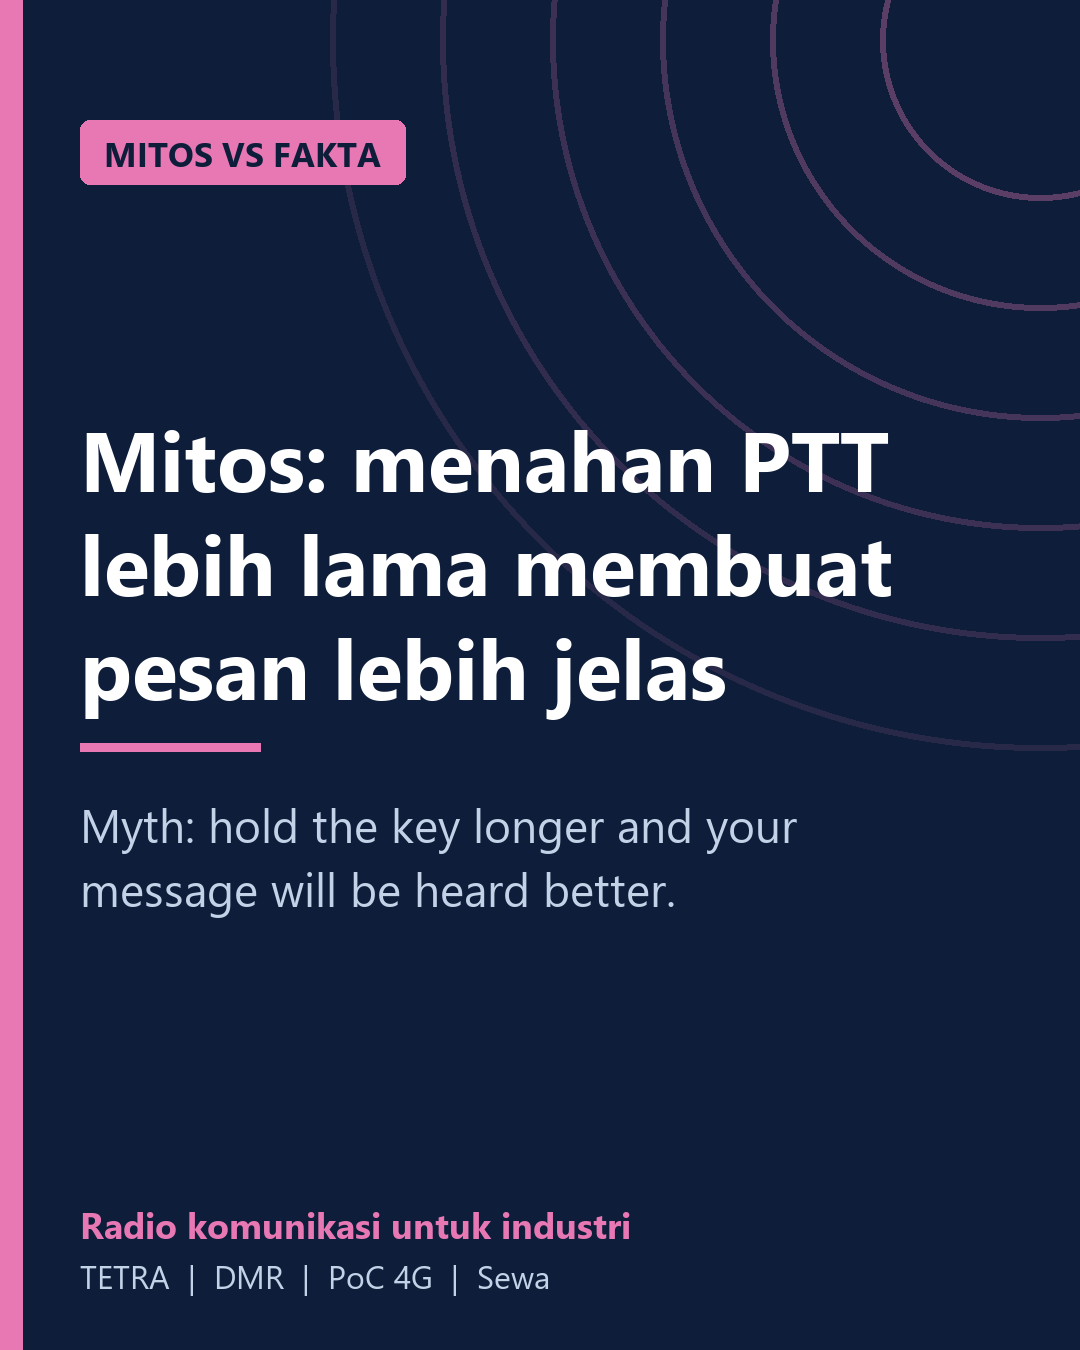 MITOS VS FAKTA
Mitos: menahan PTT
lebih lama membuat
pesan lebih jelas
Myth: hold the key longer and your
message will be heard better.
Radio komunikasi untuk industri
TETRA | DMR | PoC 4G | Sewa